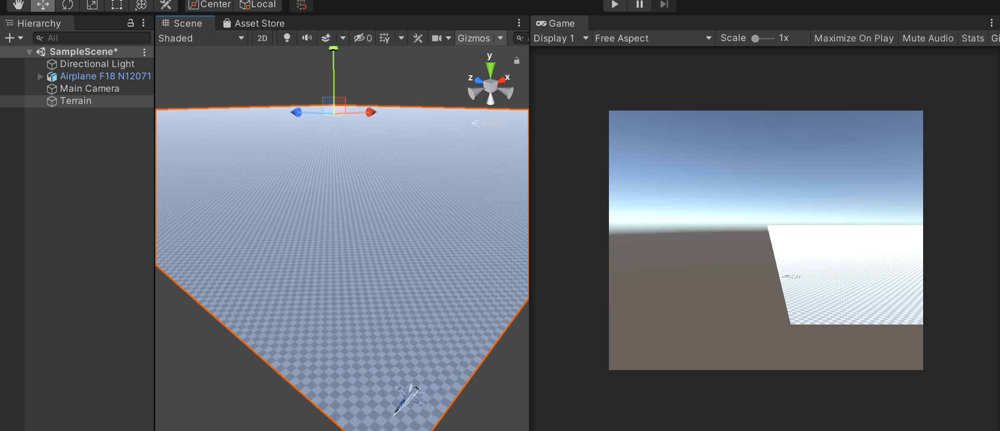 Center Local
Hierarchy
Scene Asset Store
Game
All
Shaded 2D 0 Gizmos
Display 1 Free Aspect Scale 1x Maximize On Play Mute Audio Stats Gi
SampleScene*
Directional Light
Airplane F18 N12071
Main Camera
Terrain
y
z x
Persp